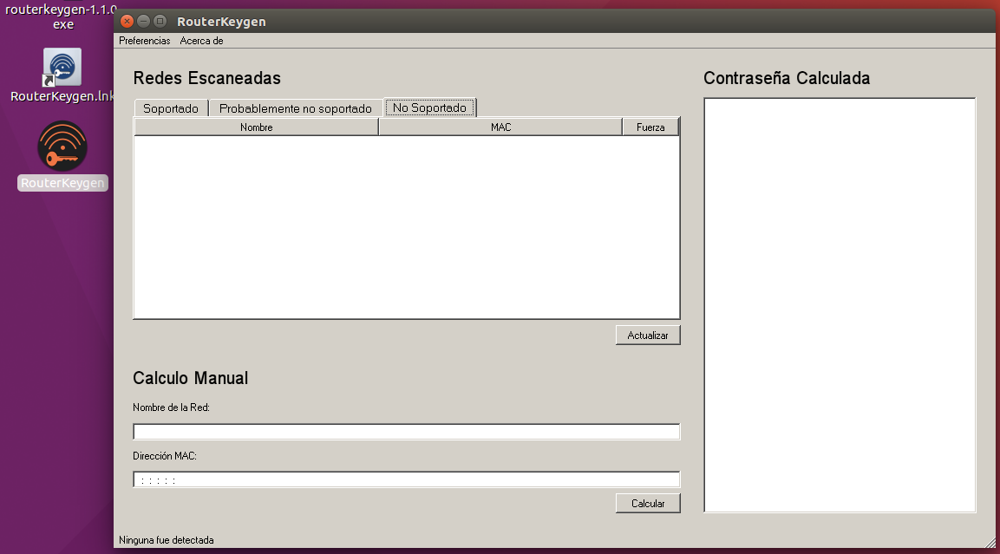 routerkeygen-1.1.0
exe
RouterKeygen.lnk
RouterKeygen
RouterKeygen
Preferencias Acerca de
Redes Escaneadas
Soportado Probablemente no soportado No Soportado
Nombre MAC Fuerza
Actualizar
Calculo Manual
Nombre de la Red:
Dirección MAC:
: : : : :
Calcular
Ninguna fue detectada
Contraseña Calculada